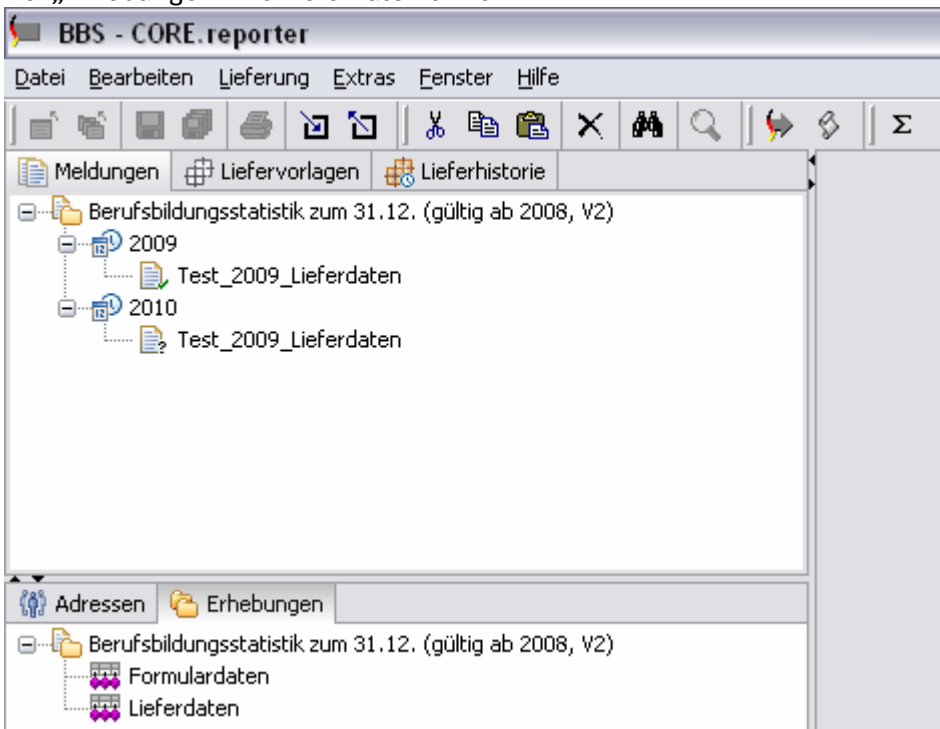 BBS - CORE.reporter
Datei Bearbeiten Lieferung Extras Fenster Hilfe
Σ
Meldungen Liefervorlagen Lieferhistorie
Berufsbildungsstatistik zum 31.12. (gültig ab 2008, V2)
2009
Test_2009_Lieferdaten
2010
Test_2009_Lieferdaten
Adressen Erhebungen
Berufsbildungsstatistik zum 31.12. (gültig ab 2008, V2)
Formulardaten
Lieferdaten